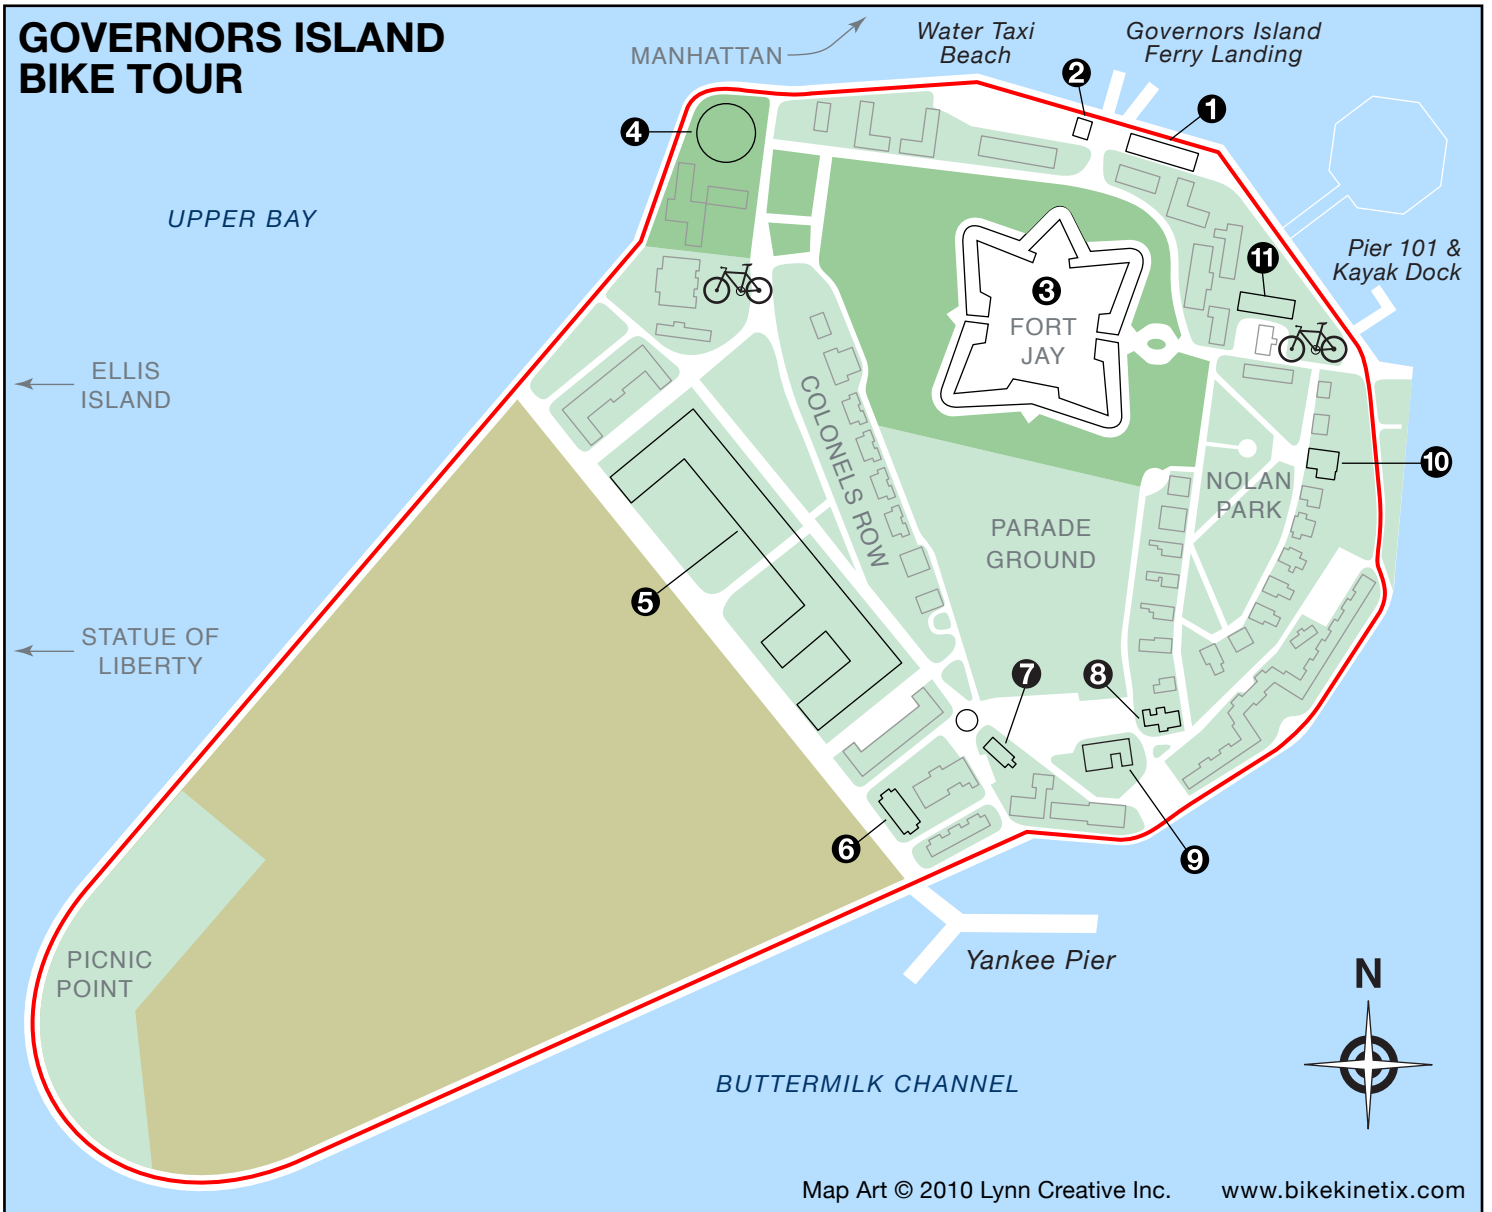 GOVERNORS ISLAND
BIKE TOUR
MANHATTAN
Water Taxi
Beach
Governors Island
Ferry Landing
2
1
4
UPPER BAY
Pier 101 &
Kayak Dock
11
3
FORT
JAY
ELLIS
ISLAND
COLONELS ROW
10
NOLAN
PARK
PARADE
GROUND
5
STATUE OF
LIBERTY
7
8
6
9
PICNIC
POINT
Yankee Pier
N
BUTTERMILK CHANNEL
Map Art © 2010 Lynn Creative Inc.
www.bikekinetix.com